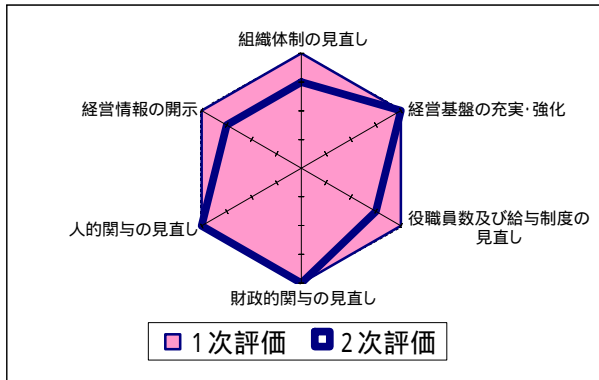 組織体制の見直し
経営情報の開示
経営基盤の充実・強化
人的関与の見直し
役職員数及び給与制度の
見直し
財政的関与の見直し
1次評価 2次評価